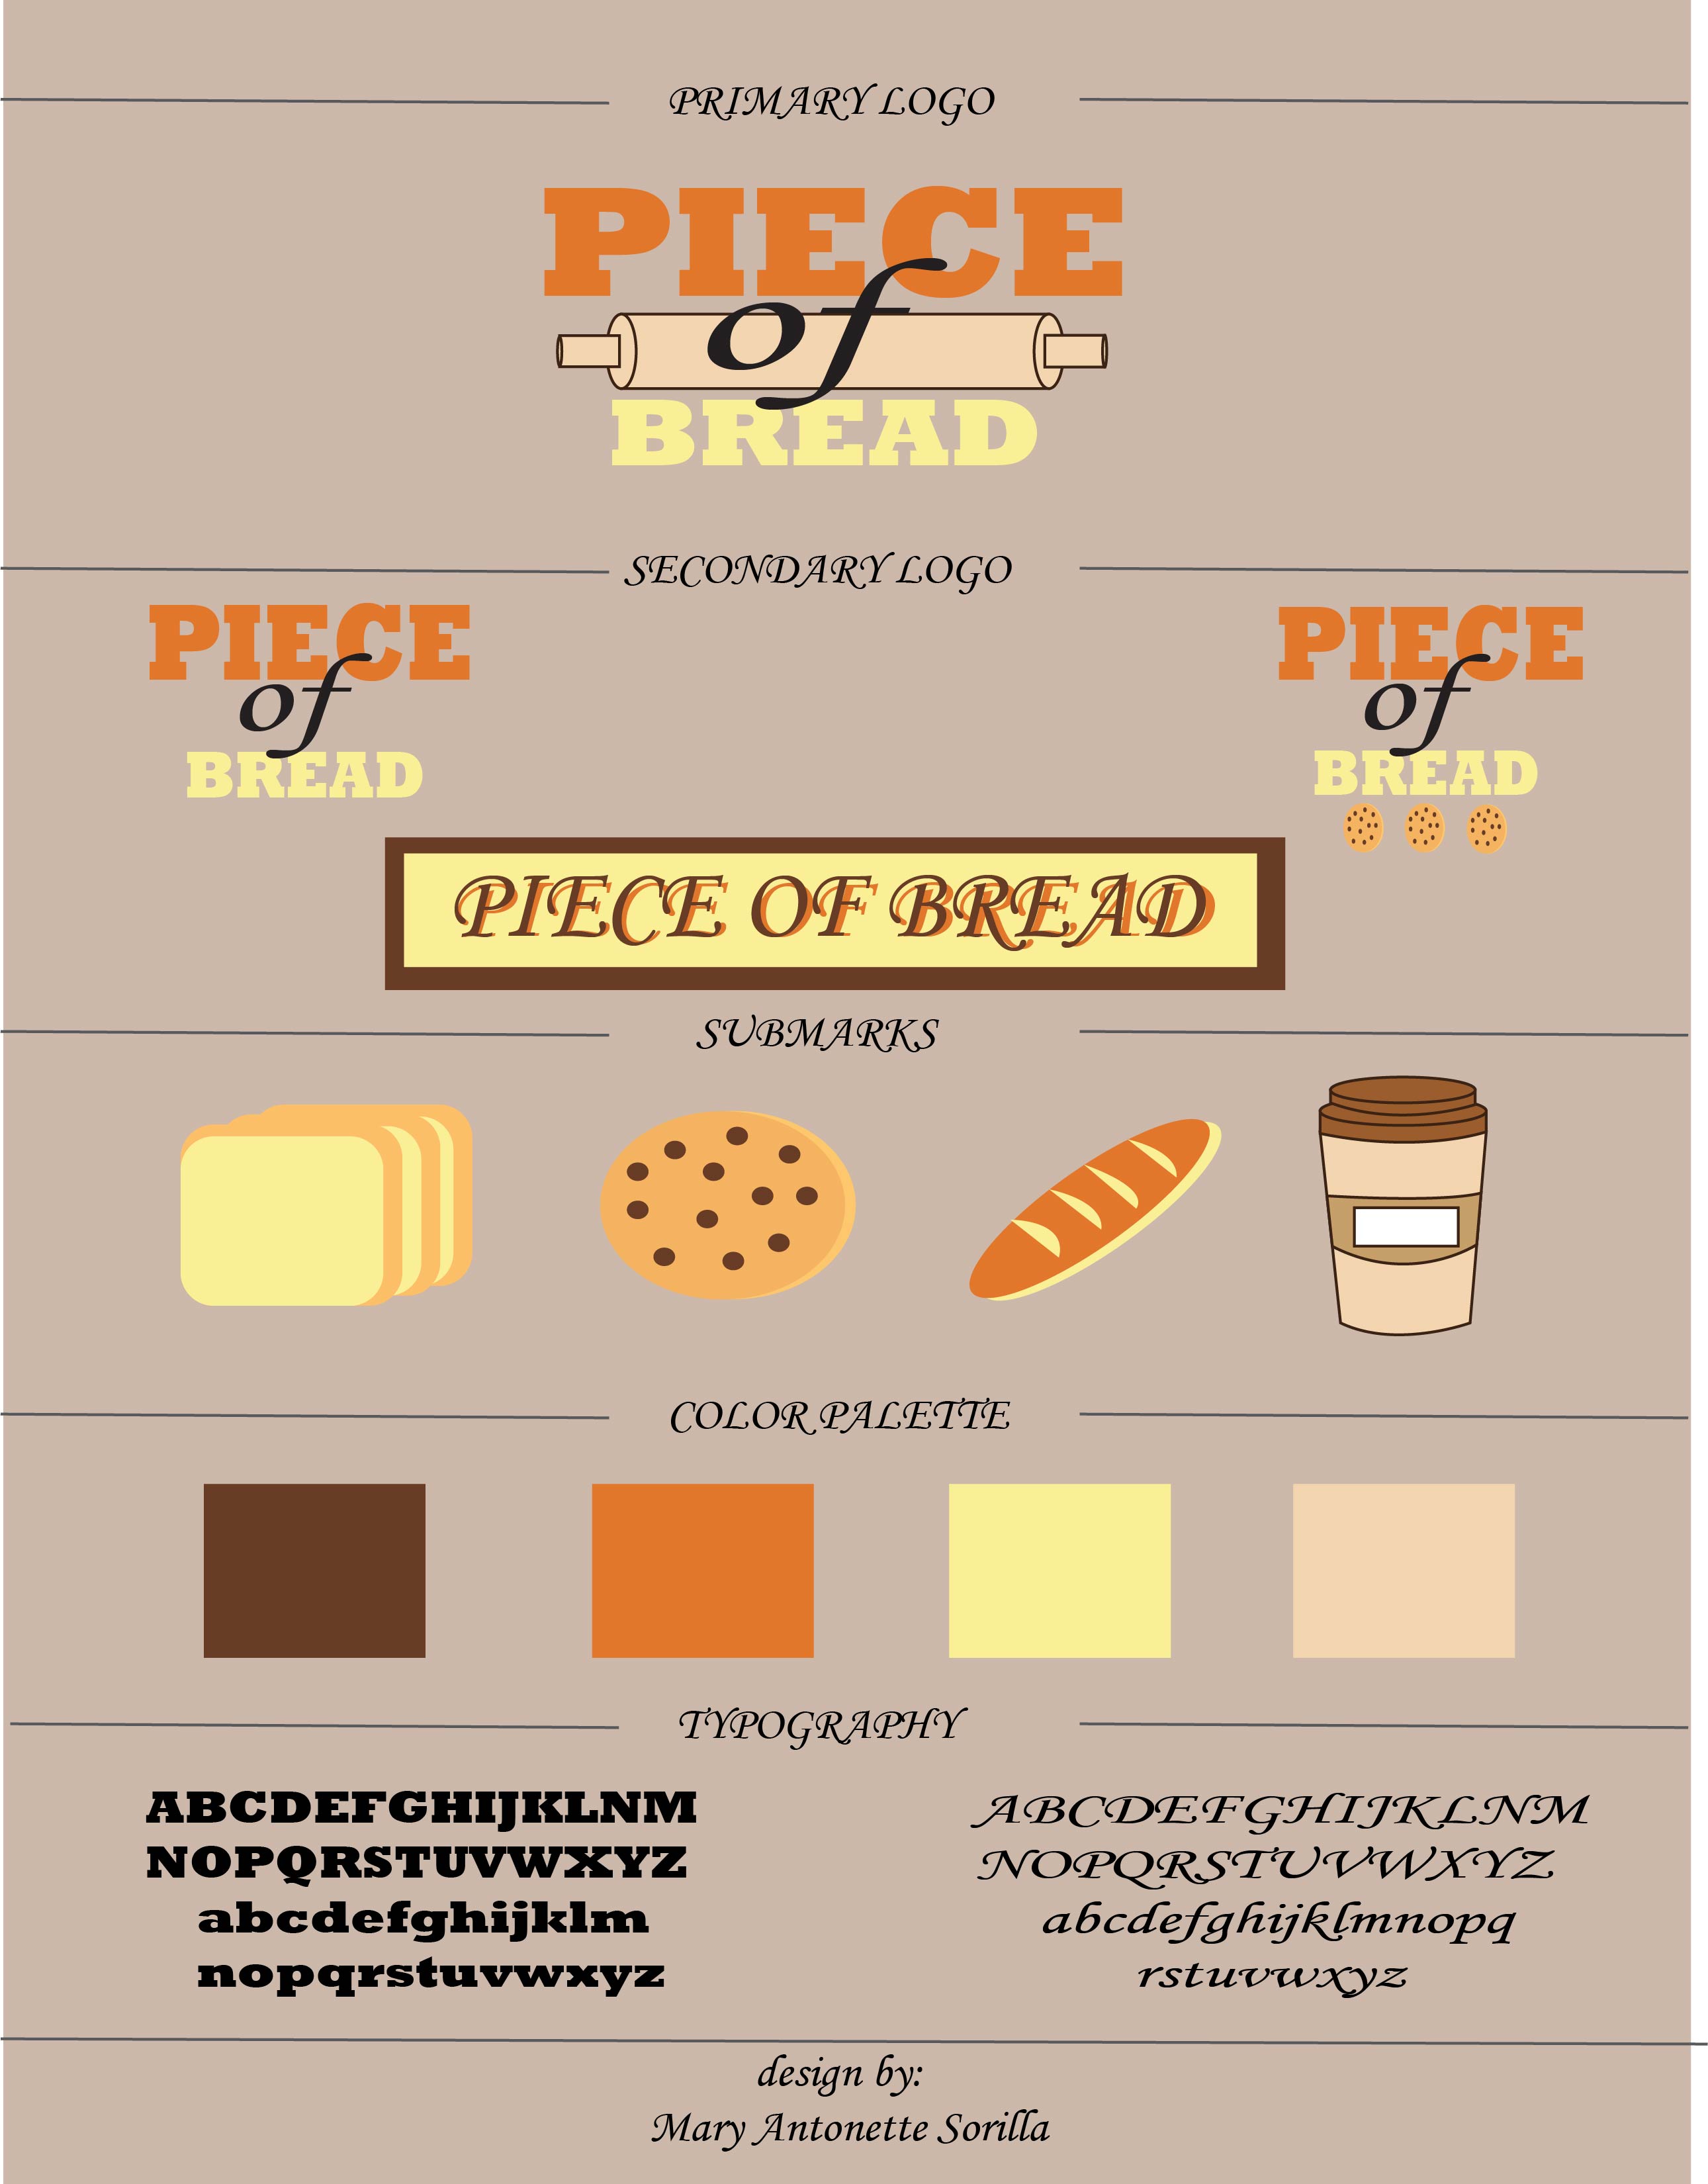 PRIMARY LOGO
PIECE
of
BREAD
SECONDARY LOGO
PIECE
of
BREAD
PIECE
of
BREAD
PIECE OF BREAD
SUBMARKS
COLOR PALETTE
TYPOGRAPHY
ABCDEFGHIJKLNM
NOPQRSTUVWXYZ
abcdefghijklm
nopqrstuvwxyz
ABCDEFGHIJKLNM
NOPQRSTUVWXYZ
abcdefghijklmnopq
rstuvwxyz
design by:
Mary Antonette Sorilla